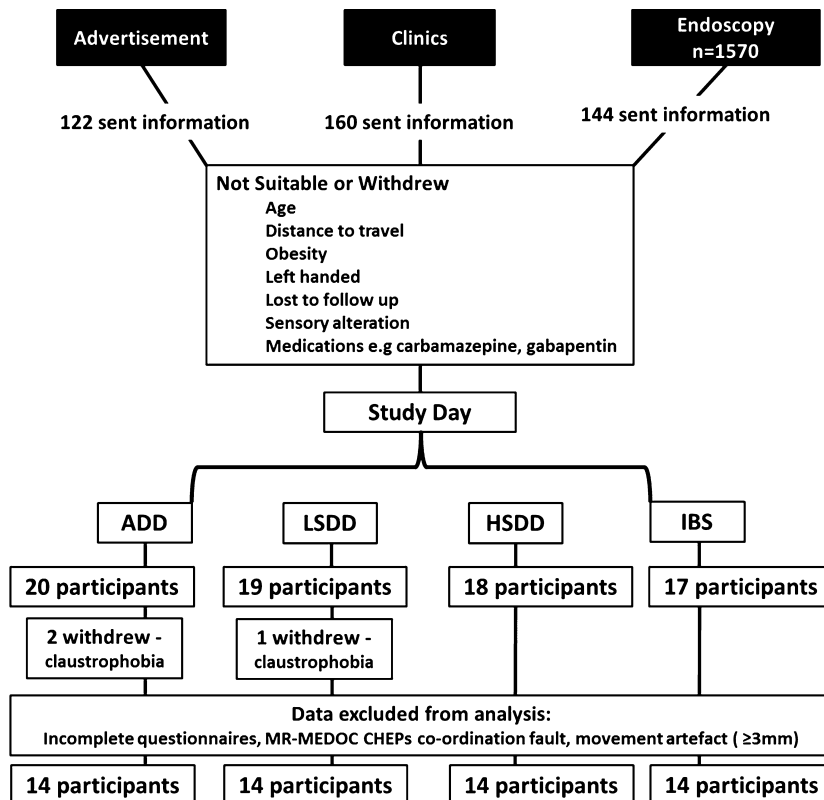 Advertisement
Clinics
Endoscopy
n=1570
122 sent information
160 sent information
144 sent information
Not Suitable or Withdrew
Age
Distance to travel
Obesity
Left handed
Lost to follow up
Sensory alteration
Medications e.g carbamazepine, gabapentin
Study Day
ADD
LSDD
HSDD
IBS
20 participants
19 participants
18 participants
17 participants
2 withdrew -
claustrophobia
1 withdrew -
claustrophobia
Data excluded from analysis:
Incomplete questionnaires, MR-MEDOC CHEPs co-ordination fault, movement artefact ( ≥3mm)
14 participants
14 participants
14 participants
14 participants